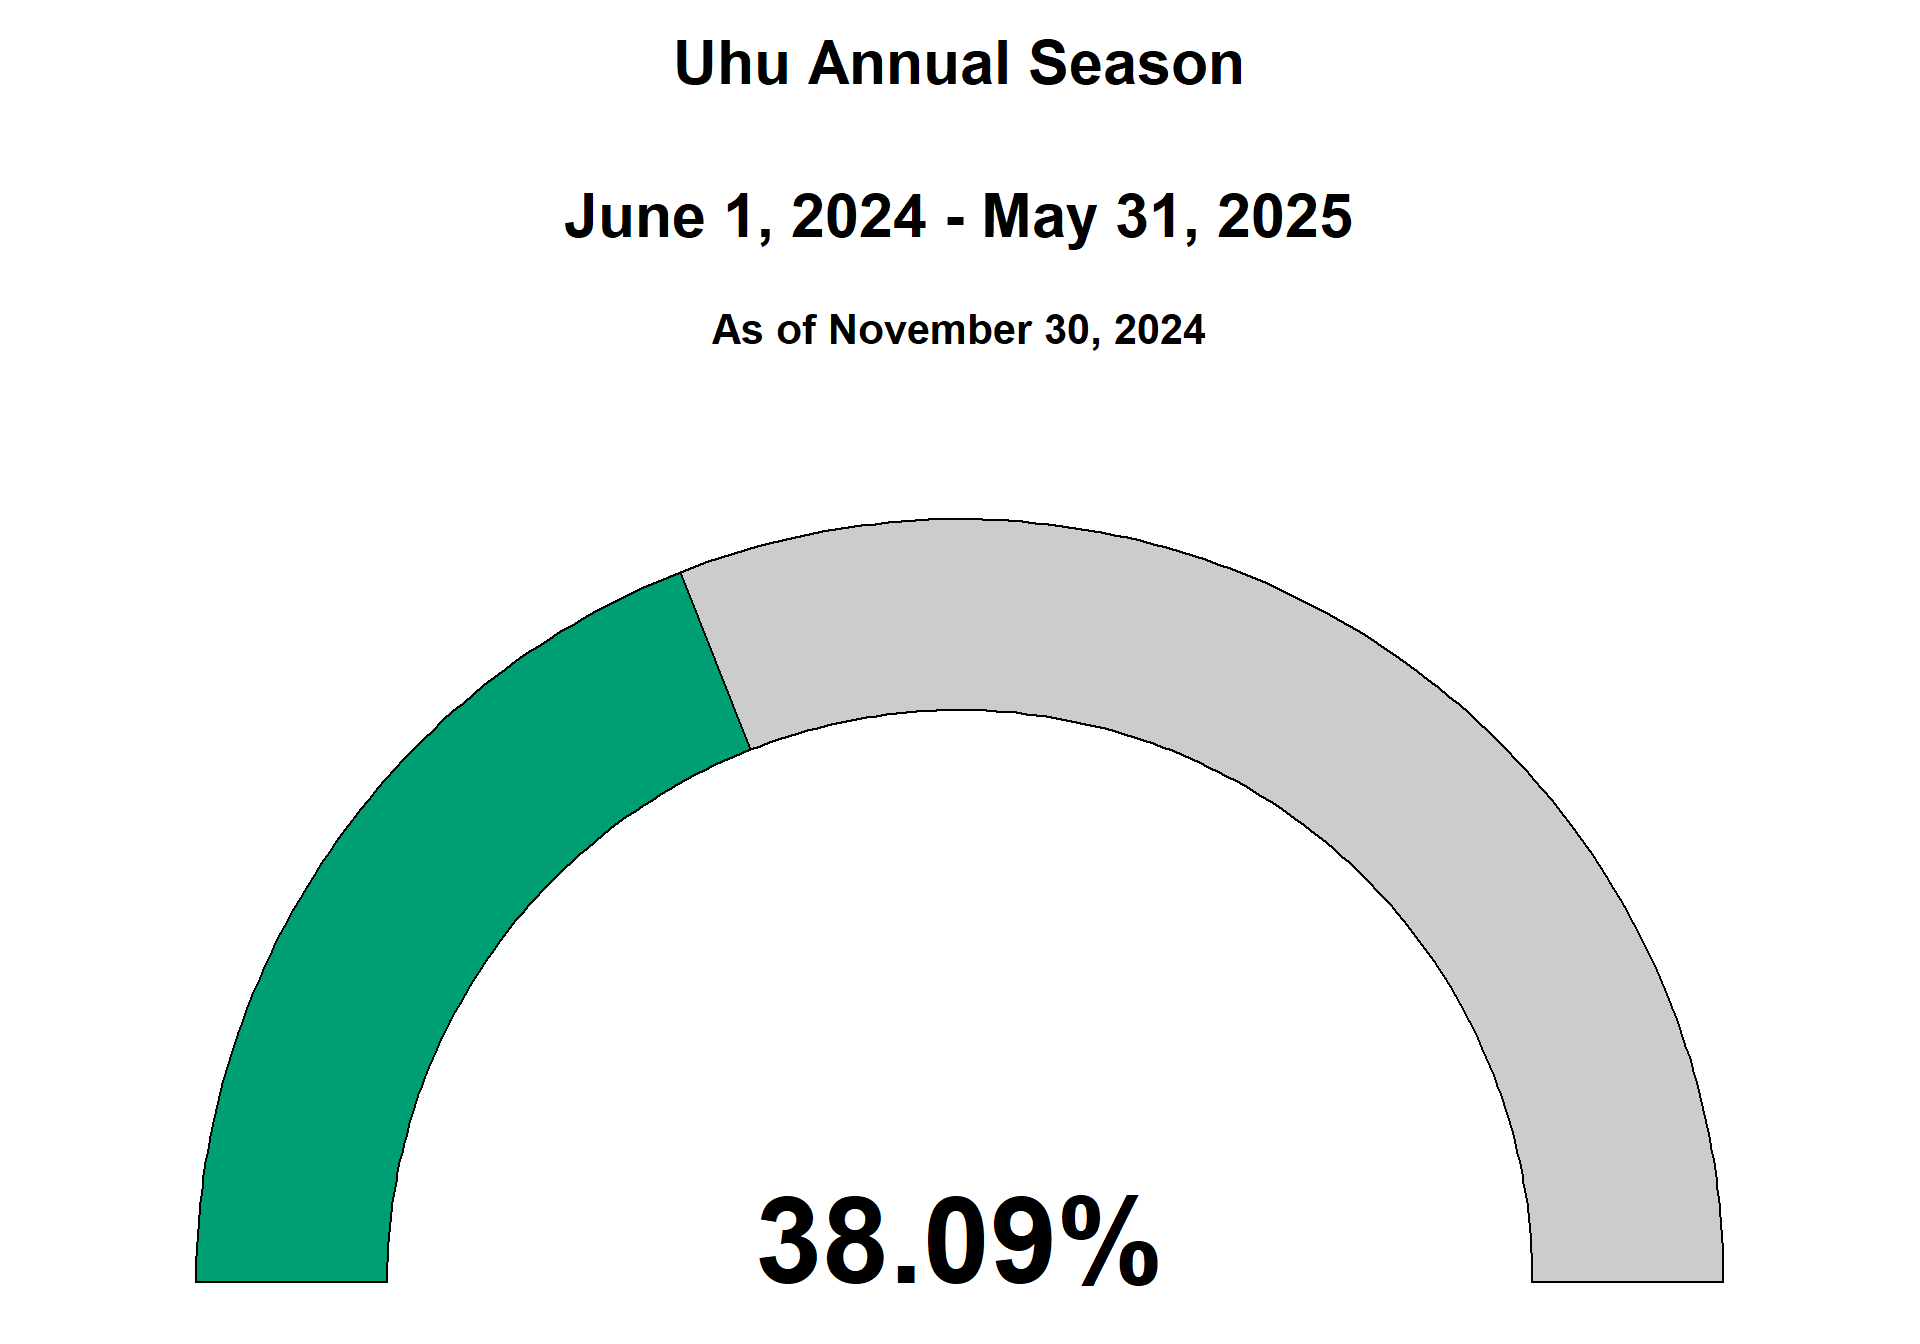 Uhu Annual Season
June 1, 2024 - May 31, 2025
As of November 30, 2024
38.09%